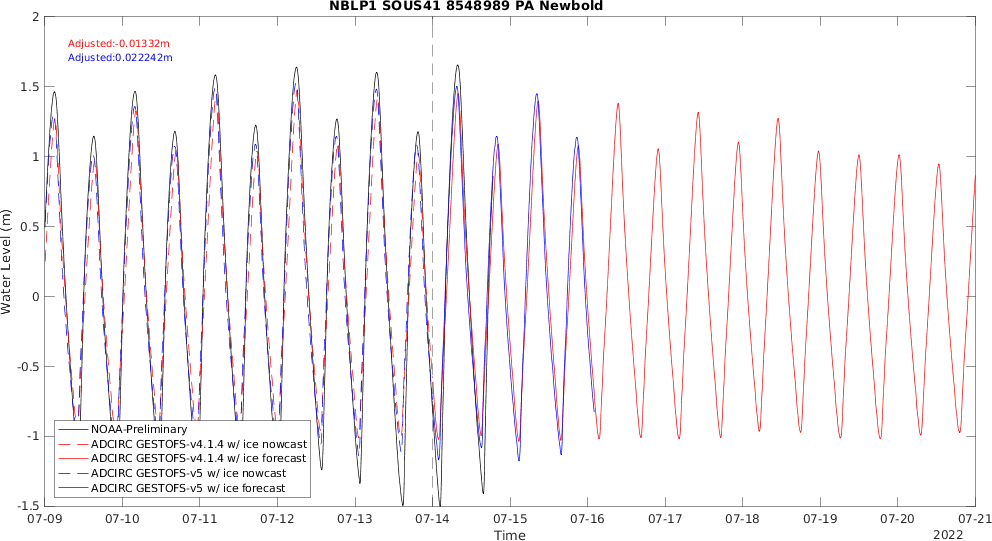 NBLP1 SOUS41 8548989 PA Newbold
Adjusted:-0.01332m
Adjusted:0.022242m
Water Level (m)
2
1.5
1
0.5
0
-0.5
-1
-1.5
NOAA-Preliminary
ADCIRC GESTOFS-v4.1.4 w/ ice nowcast
ADCIRC GESTOFS-v4.1.4 w/ ice forecast
ADCIRC GESTOFS-v5 w/ ice nowcast
ADCIRC GESTOFS-v5 w/ ice forecast
07-09 07-10 07-11 07-12 07-13 07-14 07-15 07-16 07-17 07-18 07-19 07-20 07-21
Time
2022